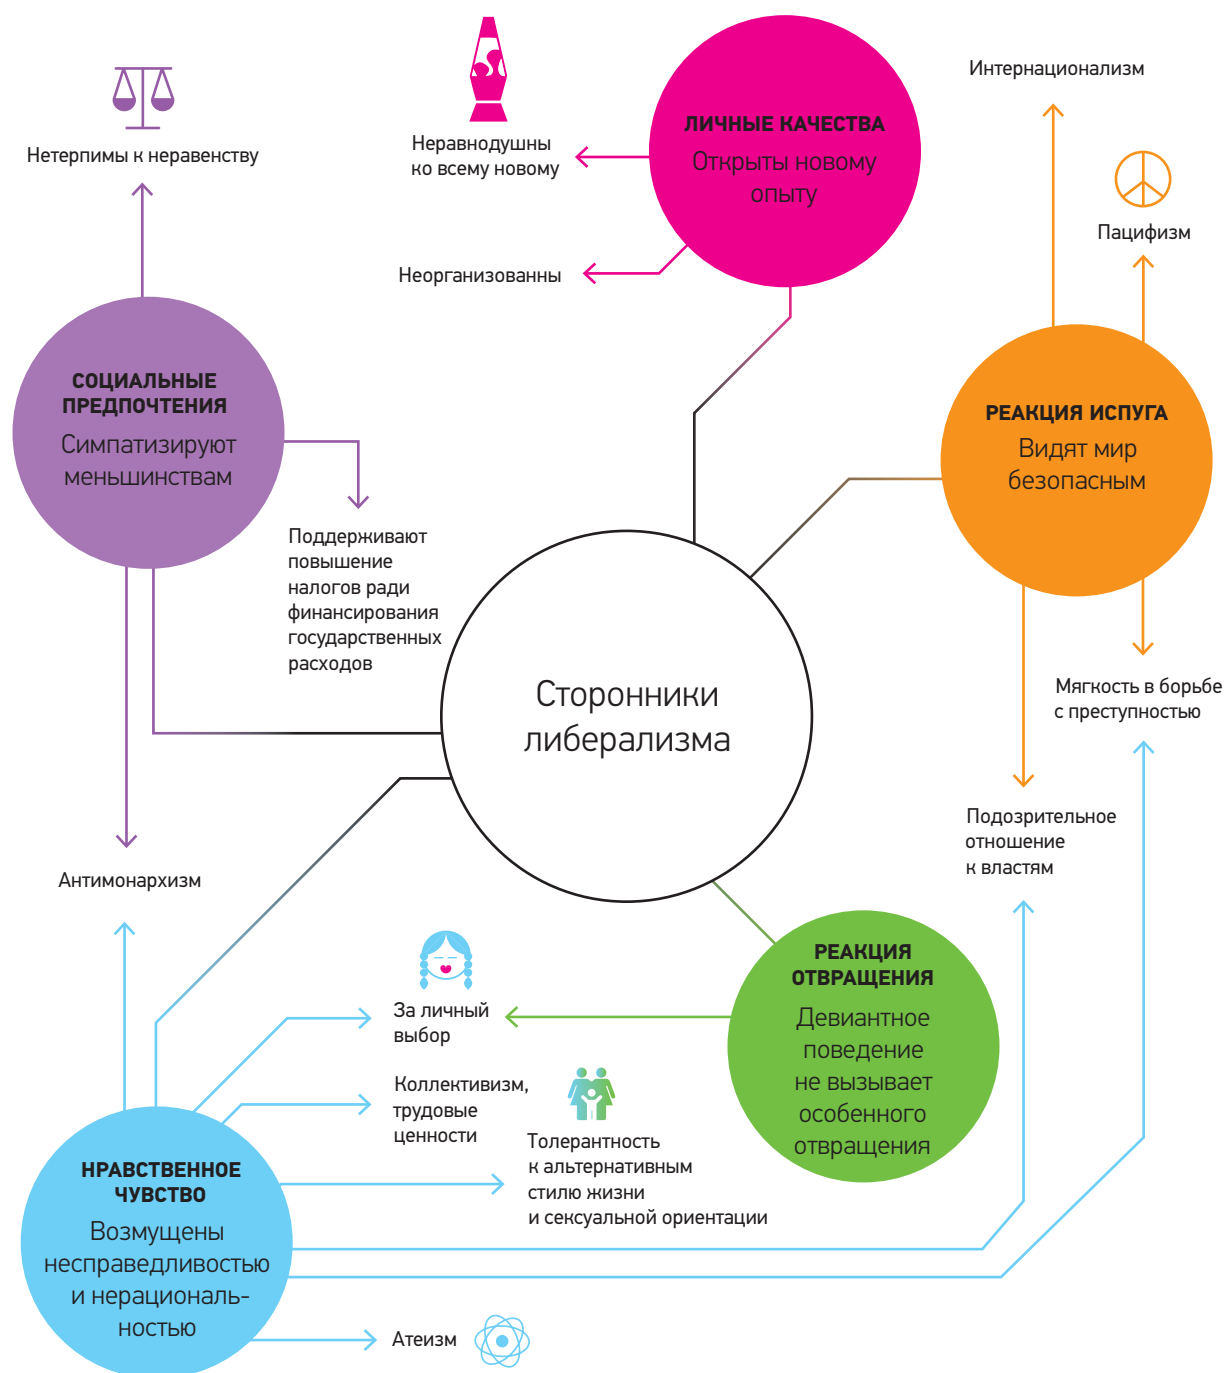 Интернационализм
ЛИЧНЫЕ КАЧЕСТВА
Открыты новому
опыту
Неравнодушны
ко всему новому
Нетерпимы к неравенству
Пацифизм
Неорганизованны
СОЦИАЛЬНЫЕ
ПРЕДПОЧТЕНИЯ
Симпатизируют
меньшинствам
РЕАКЦИЯ ИСПУГА
Видят мир
безопасным
Поддерживают
повышение
налогов ради
финансирования
государственных
расходов
Сторонники
либерализма
Мягкость в борьбе
с преступностью
Подозрительное
отношение
к властям
Антимонархизм
РЕАКЦИЯ
ОТВРАЩЕНИЯ
Девиантное
поведение
не вызывает
особенного
отвращения
За личный
выбор
Коллективизм,
трудовые
ценности
Толерантность
к альтернативным
стилю жизни
и сексуальной ориентации
НРАВСТВЕННОЕ
ЧУВСТВО
Возмущены
несправедливостью
и нерациональ-
ностью
Атеизм